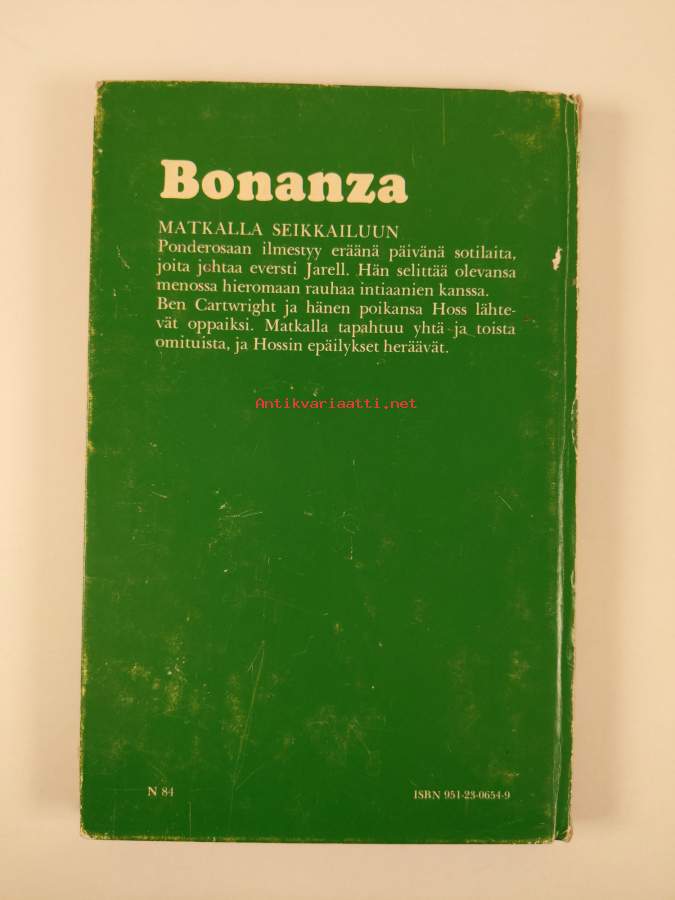 Bonanza
MATKALLA SEIKKAILUUN
Ponderosaan ilmestyy eräänä päivänä sotilaita,
joita johtaa eversti Jarell. Hän selittää olevansa
menossa hieromaan rauhaa intiaanien kanssa.
Ben Cartwright ja hänen poikansa Hoss lähte-
vät oppaiksi. Matkalla tapahtuu yhtä ja toista
omituista, ja Hossin epäilykset heräävät.
Antikvariaatti.net
N 84
ISBN 951-23-0654-9